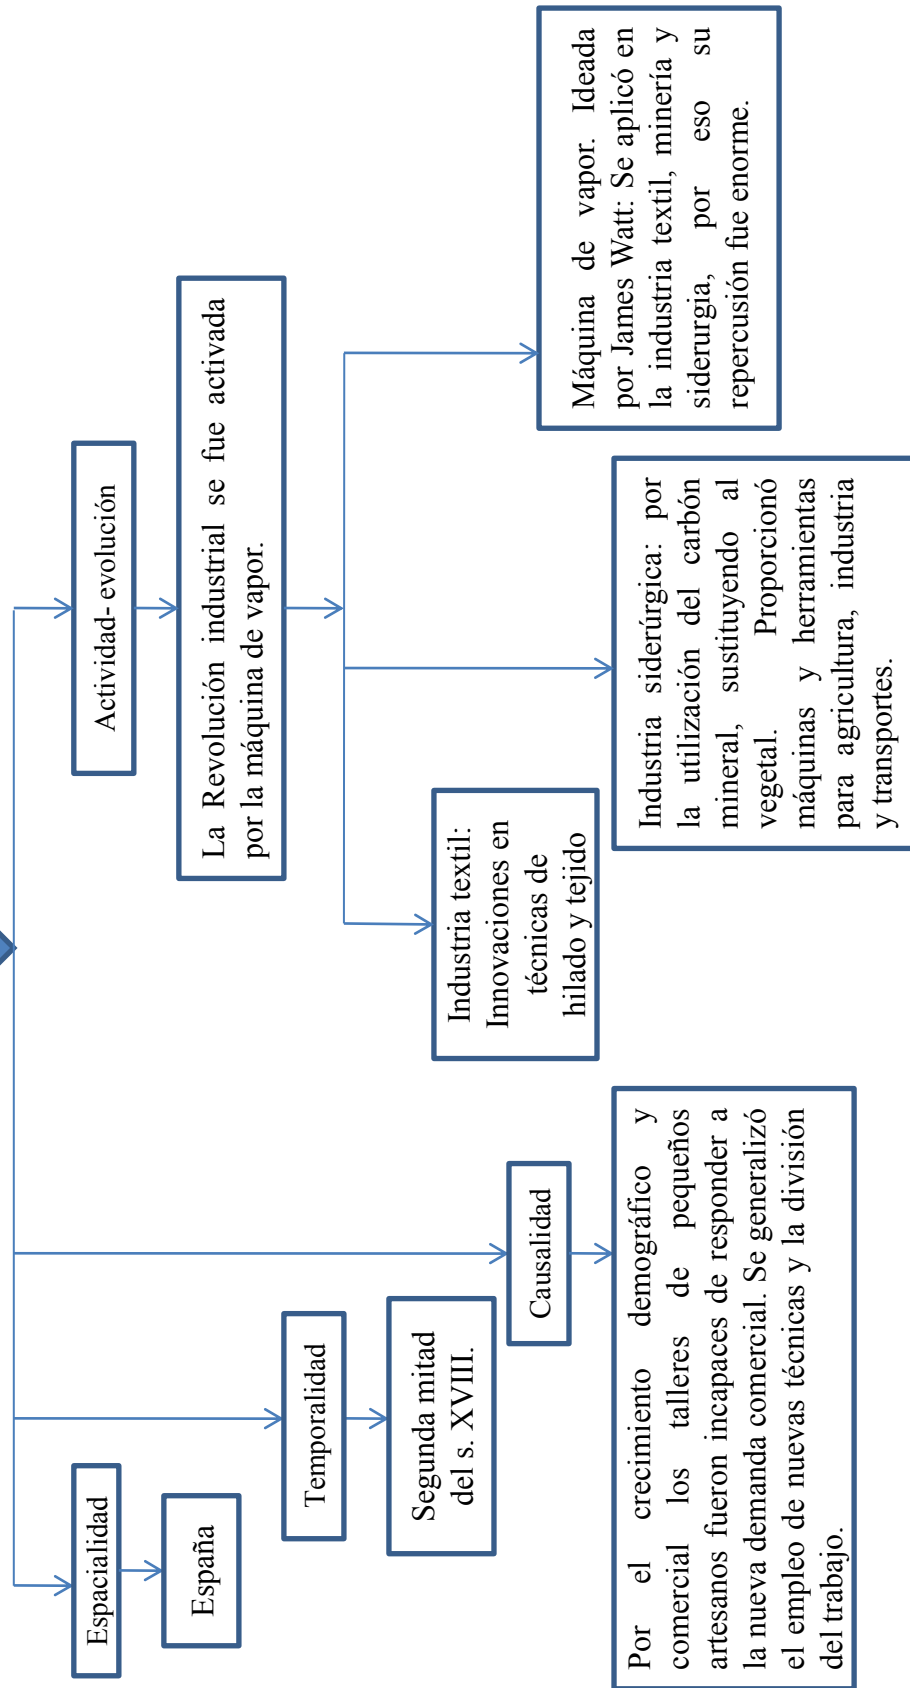 Espacialidad
España
Temporalidad
Segunda mitad
del s. XVIII.
Causalidad
Por el crecimiento demográfico y
comercial los talleres de pequeños
artesanos fueron incapaces de responder a
la nueva demanda comercial. Se generalizó
el empleo de nuevas técnicas y la división
del trabajo.
Actividad- evolución
La Revolución industrial se fue activada
por la máquina de vapor.
Industria textil:
Innovaciones en
técnicas de
hilado y tejido
Industria siderúrgica: por
la utilización del carbón
mineral, sustituyendo al
vegetal. Proporcionó
máquinas y herramientas
para agricultura, industria
y transportes.
Máquina de vapor. Ideada
por James Watt: Se aplicó en
la industria textil, minería y
siderurgia, por eso su
repercusión fue enorme.